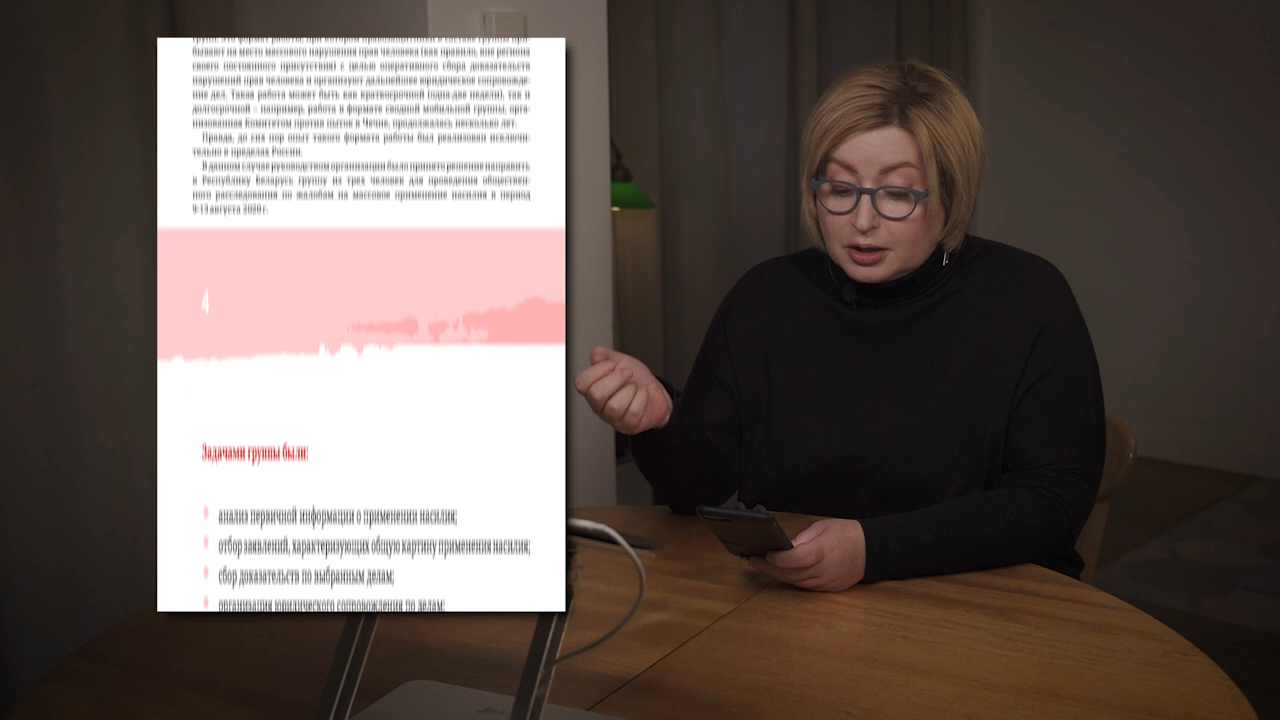 групп. Это формат работы, при котором правозащитники в составе группы при-
бывают на место массового нарушения прав человека (как правило, вне региона
своего постоянного присутствия) с целью оперативного сбора доказательств
нарушений прав человека и организуют дальнейшее юридическое сопровожде-
ние дел. Такая работа может быть как краткосрочной (одна-две недели), так и
долгосрочной – например, работа в формате сводной мобильной группы, орга-
низованная Комитетом против пыток в Чечне, продолжалась несколько лет.
Правда, до сих пор опыт такого формата работы был реализован исключи-
тельно в пределах России.
В данном случае руководством организации было принято решение направить
в Республику Беларусь группу из трех человек для проведения обществен-
ного расследования по жалобам на массовое применение насилия в период
9-13 августа 2020 г.
4
Задачами группы были:
анализ первичной информации о применении насилия;
отбор заявлений, характеризующих общую картину применения насилия;
сбор доказательств по выбранным делам;
организация юридического сопровождения по делам;